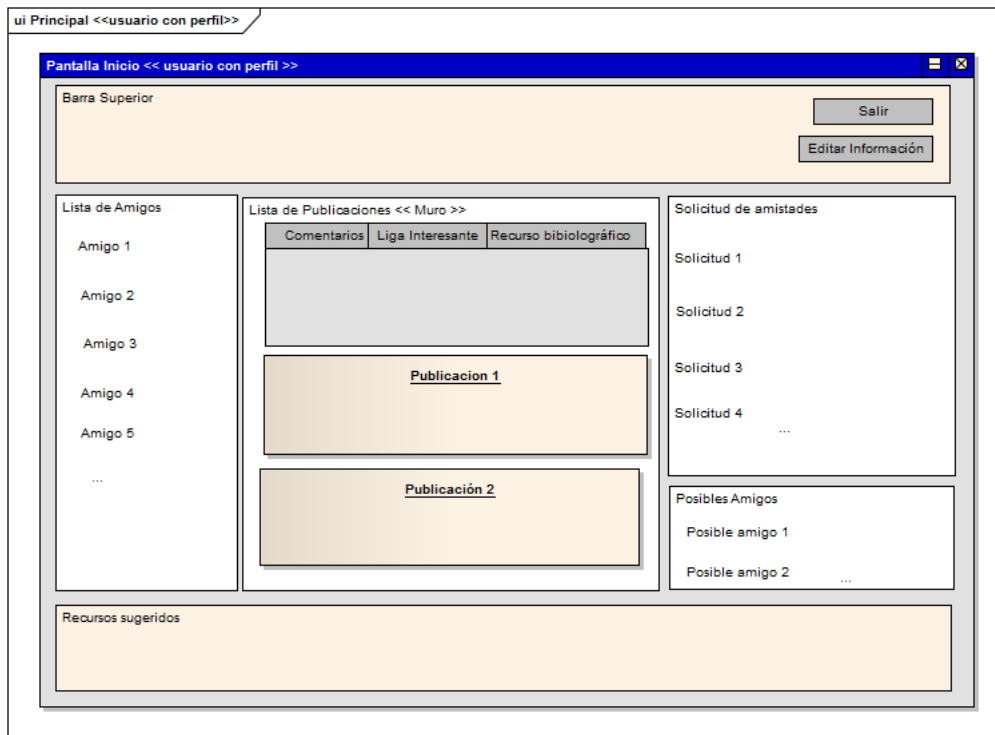 ui Principal <<usuario con perfil>>
Pantalla Inicio << usuario con perfil >>
Barra Superior
Salir
Editar Información
Lista de Amigos
Amigo 1
Amigo 2
Amigo 3
Amigo 4
Amigo 5
...
Lista de Publicaciones << Muro >>
Comentarios Liga Interesante Recurso bibiolográfico
Publicacion 1
Publicación 2
Solicitud de amistades
Solicitud 1
Solicitud 2
Solicitud 3
Solicitud 4
...
Posibles Amigos
Posible amigo 1
Posible amigo 2
...
Recursos sugeridos